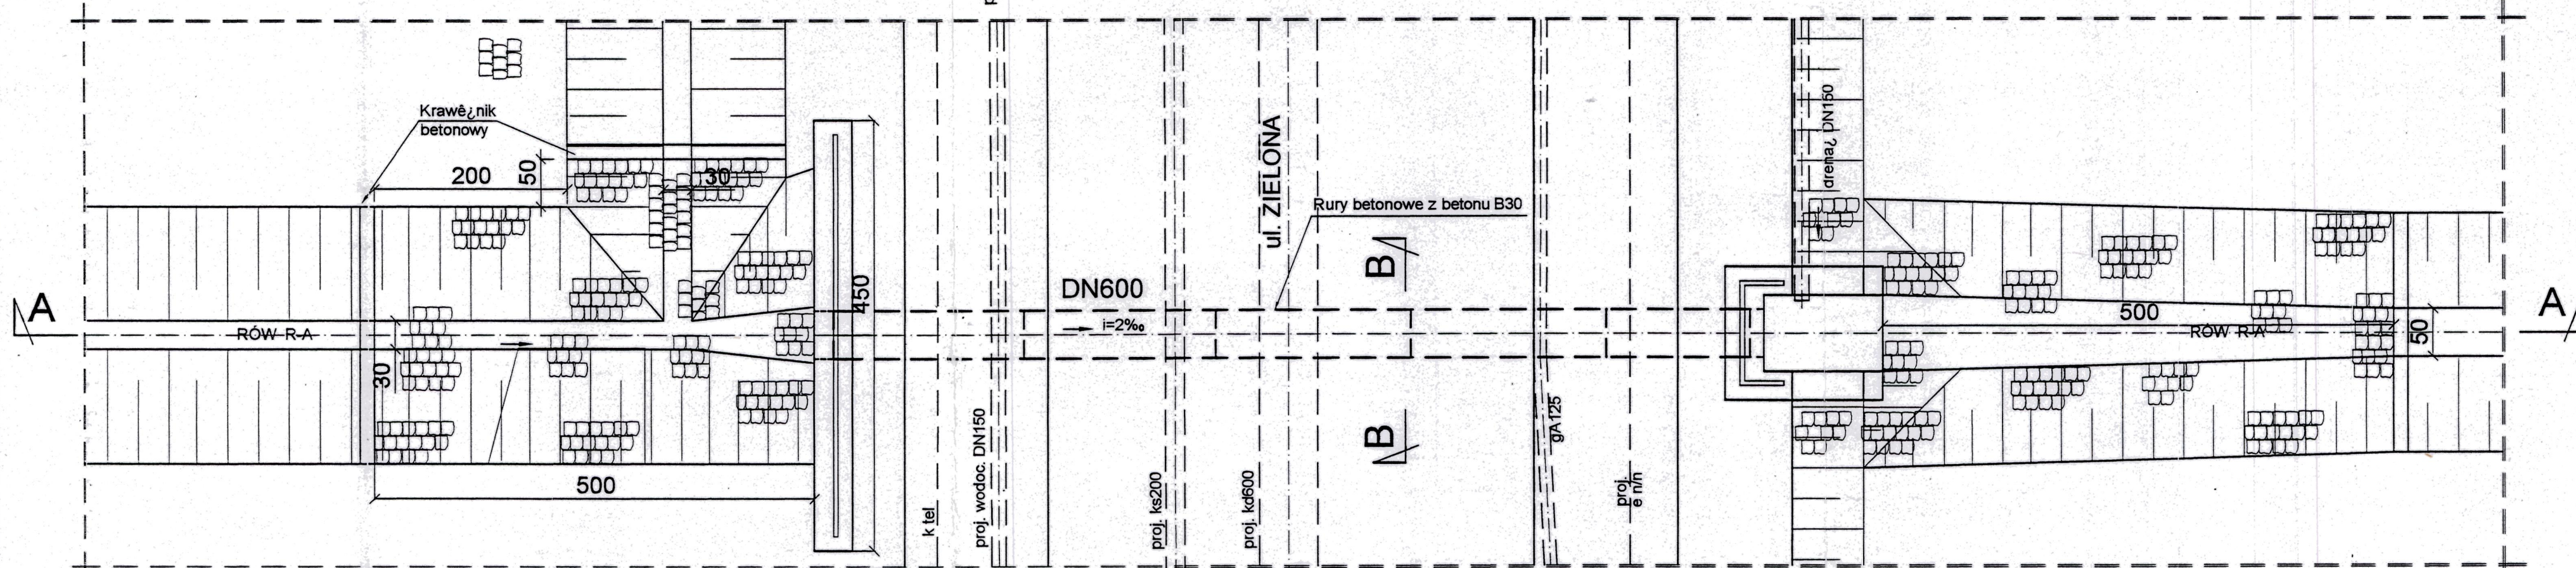 Krawê¿nik
betonowy
200
50
30
A
RÓW R-A
30
500
450
k tel
proj. wodoc. DN150
DN600
i=2‰
proj. ks200
proj. kd600
ul. ZIELONA
Rury betonowe z betonu B30
B
B
gA125
proj.
e n/n
drena¿ DN150
500
RÓW R-A
50
A